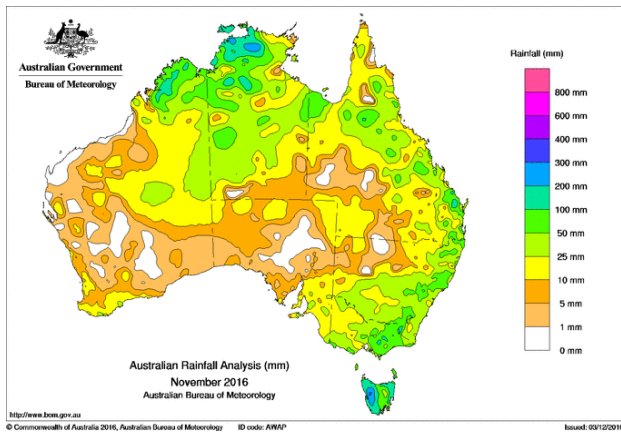 Australian Government
Bureau of Meteorology
Rainfall (mm)
800 mm
600 mm
400 mm
300 mm
200 mm
100 mm
50 mm
25 mm
10 mm
5 mm
1 mm
0 mm
Australian Rainfall Analysis (mm)
November 2016
Australian Bureau of Meteorology
http://www.bom.gov.au
© Commonwealth of Australia 2016, Australian Bureau of Meteorology ID code: AWAP Issued: 03/12/2016